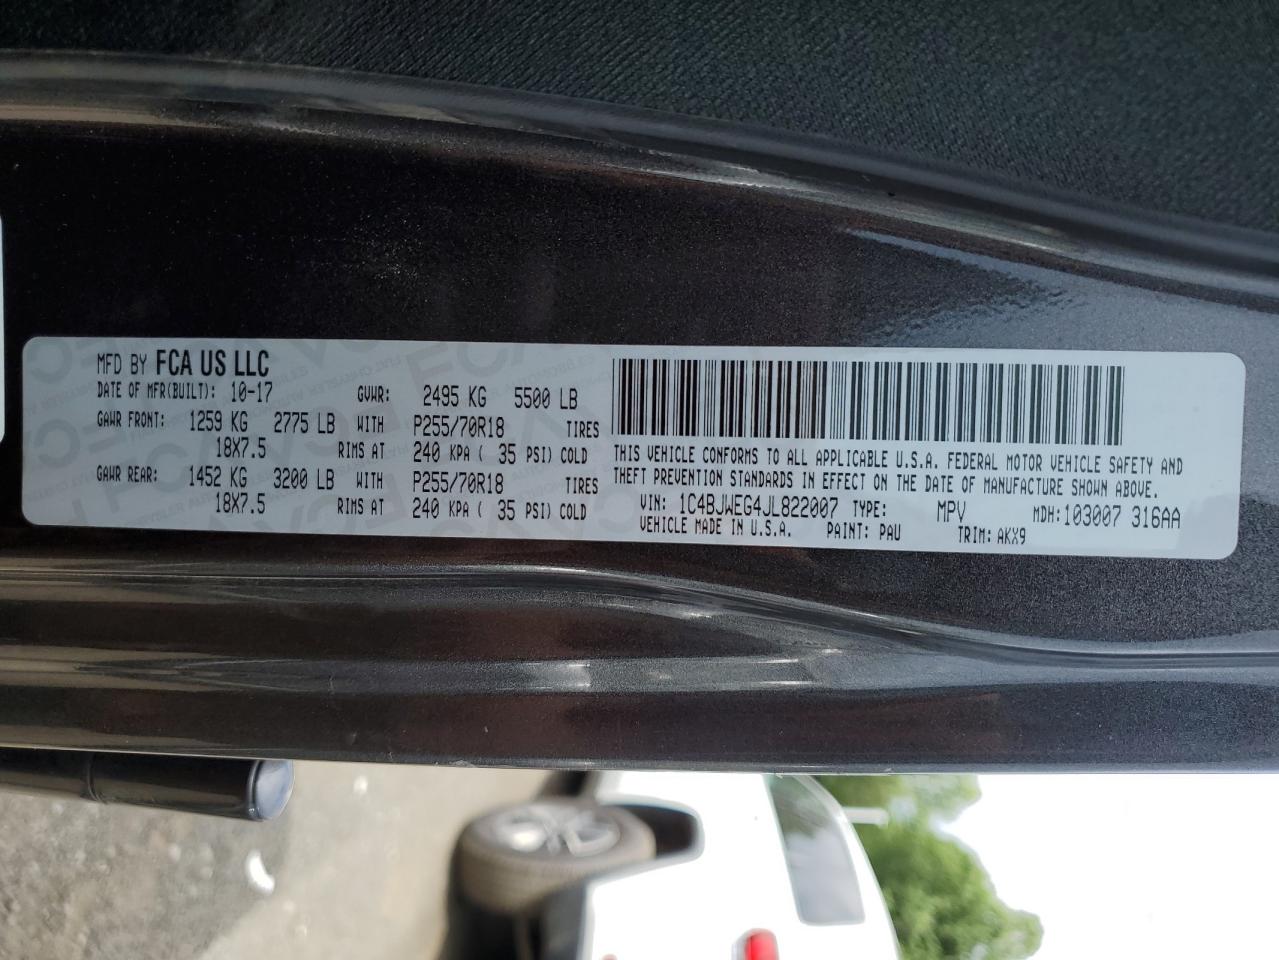 MFD BY FCA US LLC
DATE OF MFR(BUILT): 10-17 GVWR: 2495 KG 5500 LB
GAWR FRONT: 1259 KG 2775 LB WITH P255/70R18 TIRES
18X7.5 RIMS AT 240 KPA ( 35 PSI) COLD
GAWR REAR: 1452 KG 3200 LB WITH P255/70R18 TIRES
18X7.5 RIMS AT 240 KPA ( 35 PSI) COLD
THIS VEHICLE CONFORMS TO ALL APPLICABLE U.S.A. FEDERAL MOTOR VEHICLE SAFETY AND
THEFT PREVENTION STANDARDS IN EFFECT ON THE DATE OF MANUFACTURE SHOWN ABOVE.
VIN: 1C4BJWEG4JL822007 TYPE: MPV MDH:103007 316AA
VEHICLE MADE IN U.S.A. PAINT: PAU TRIM: AKX9